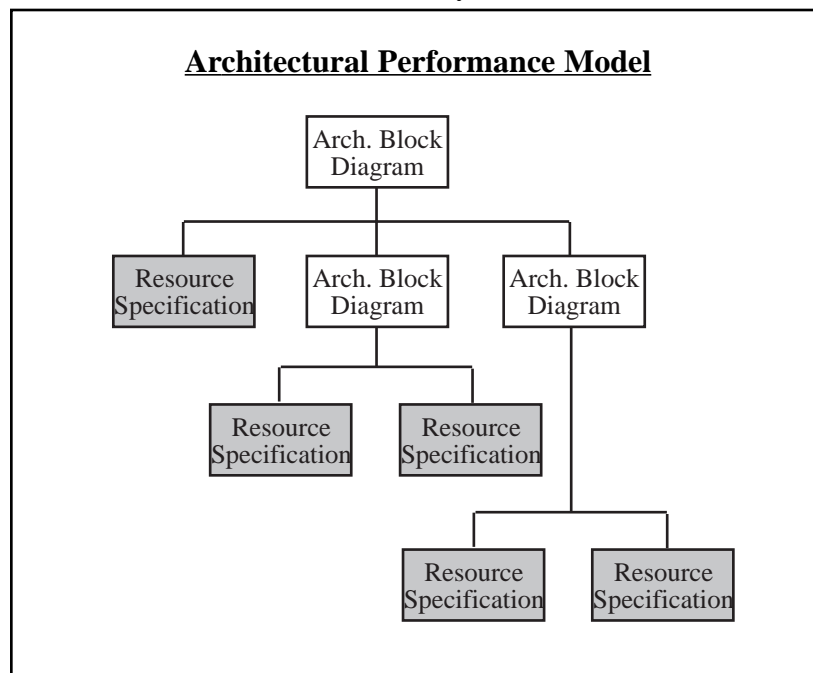 Architectural Performance Model
Arch. Block
Diagram
Resource
Specification
Arch. Block
Diagram
Arch. Block
Diagram
Resource
Specification
Resource
Specification
Resource
Specification
Resource
Specification